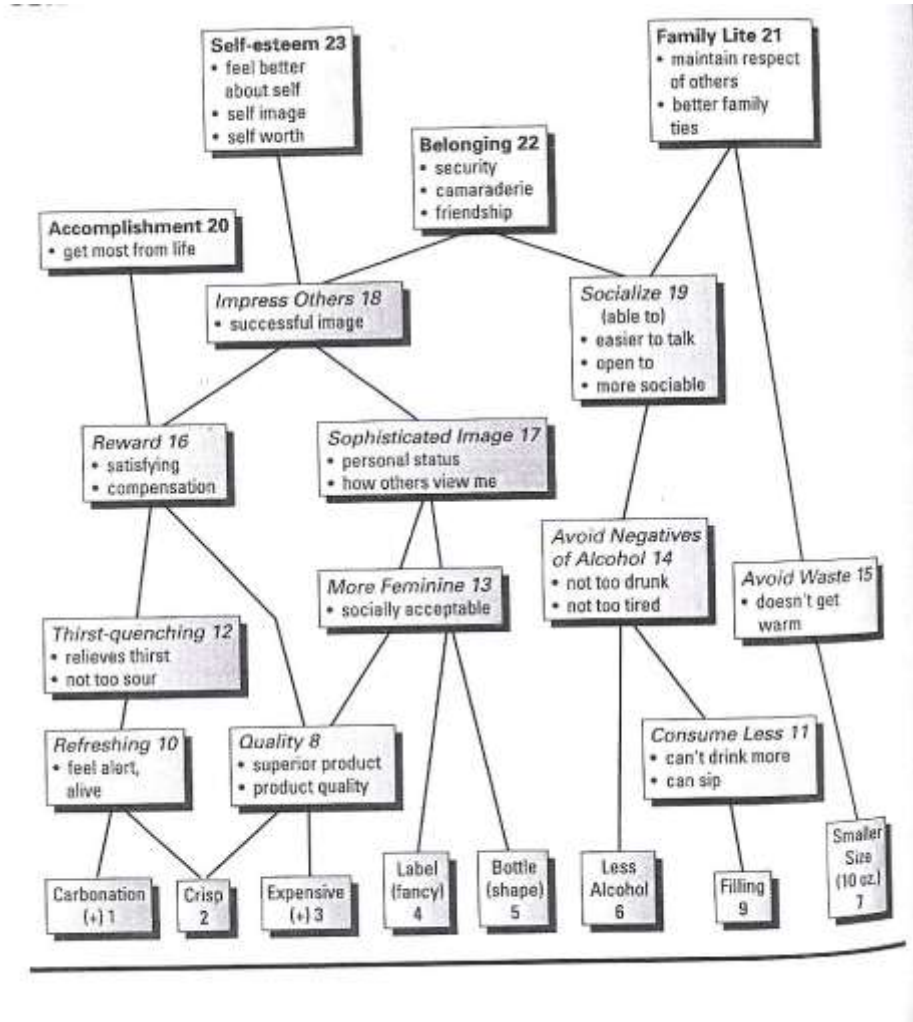 Self-esteem 23
• feel better
about self
• self image
• self worth
Family Lite 21
• maintain respect
of others
• better family
ties
Belonging 22
• security
• camaraderie
• friendship
Accomplishment 20
• get most from life
Impress Others 18
• successful image
Socialize 19
(able to)
• easier to talk
• open to
• more sociable
Reward 16
• satisfying
• compensation
Sophisticated Image 17
• personal status
• how others view me
Avoid Negatives
of Alcohol 14
• not too drunk
• not too tired
More Feminine 13
• socially acceptable
Avoid Waste 15
• doesn't get
warm
Thirst-quenching 12
• relieves thirst
• not too sour
Refreshing 10
• feel alert,
alive
Quality 8
• superior product
• product quality
Consume Less 11
• can't drink more
• can sip
Carbonation
(+) 1
Crisp
2
Expensive
(+) 3
Label
(fancy)
4
Bottle
(shape)
5
Less
Alcohol
6
Filling
9
Smaller
Size
(10 oz.)
7